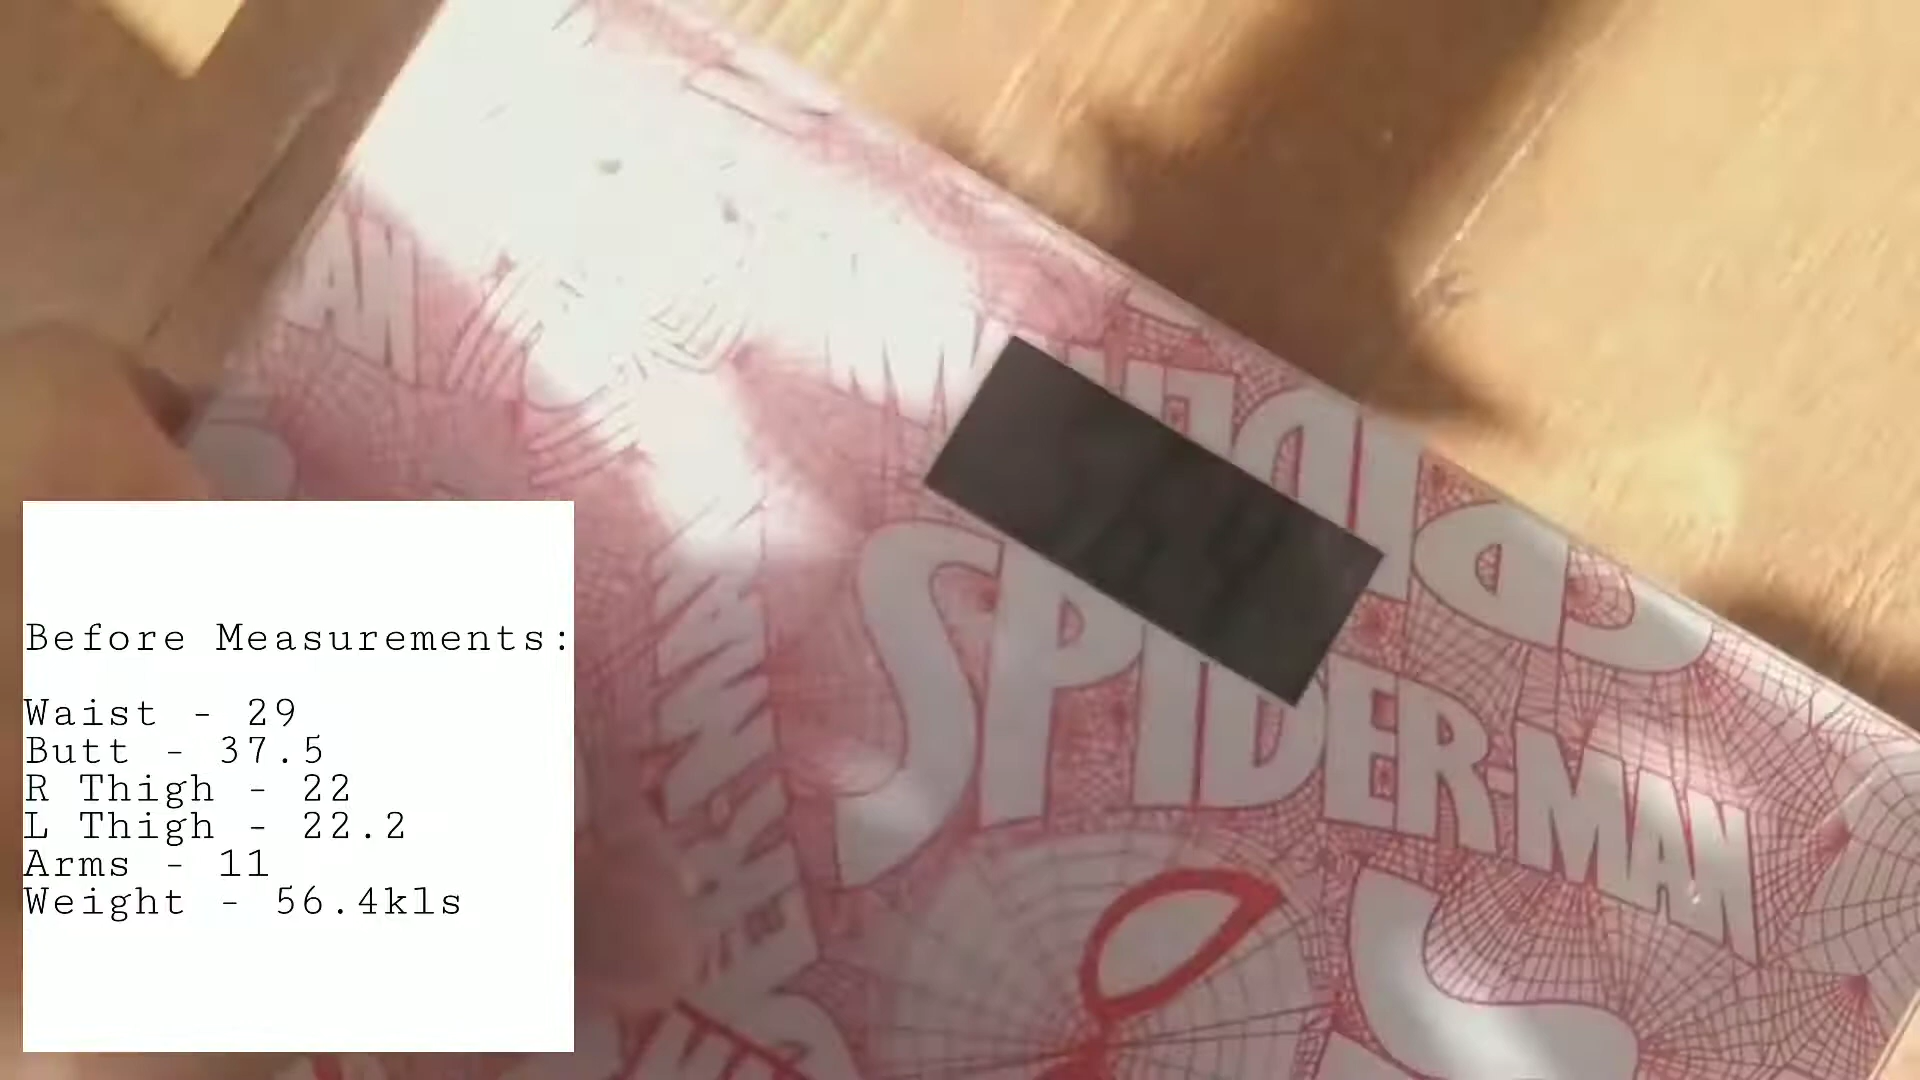 Before Measurements:
Waist - 29
Butt - 37.5
R Thigh - 22
L Thigh - 22.2
Arms - 11
Weight - 56.4kls
SPIDER-MAN